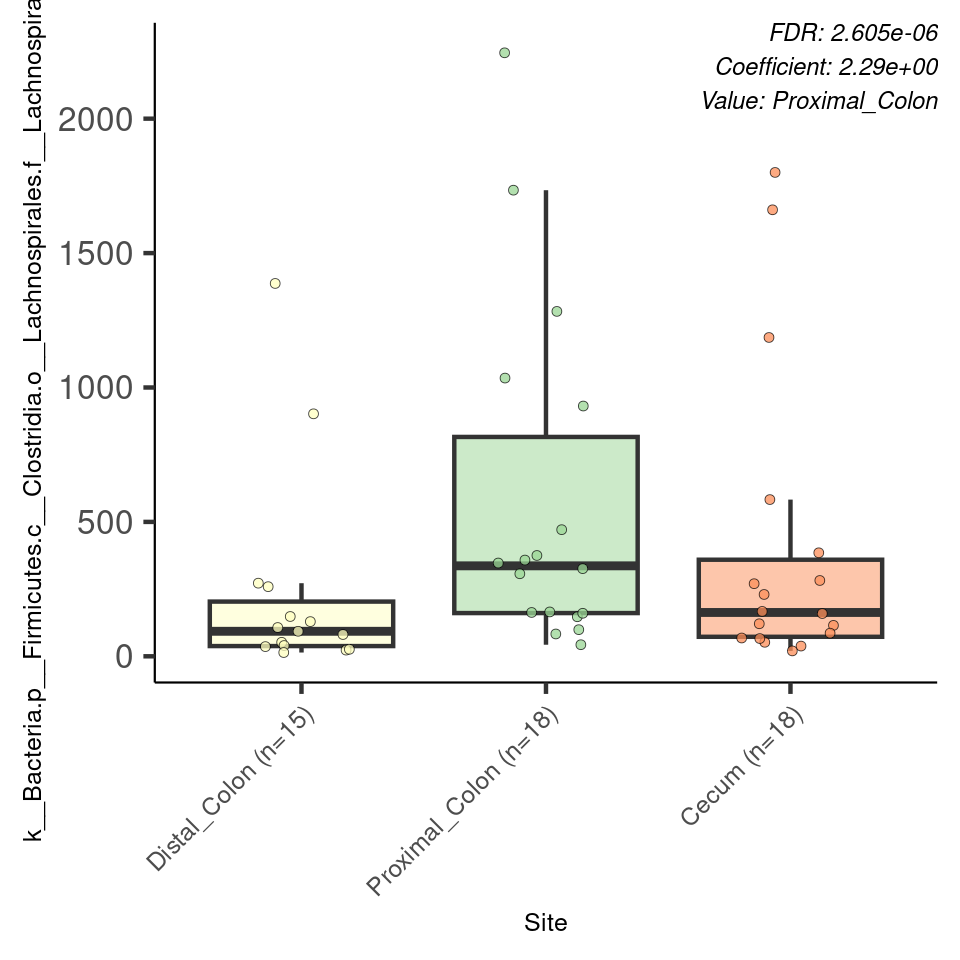 FDR: 2.605e-06
Coefficient: 2.29e+00
Value: Proximal_Colon
k__Bacteria.p__Firmicutes.c__Clostridia.o__Lachnospirales.f__Lachnospira
2000
1500
1000
500
0
Distal_Colon (n=15)
Proximal_Colon (n=18)
Cecum (n=18)
Site